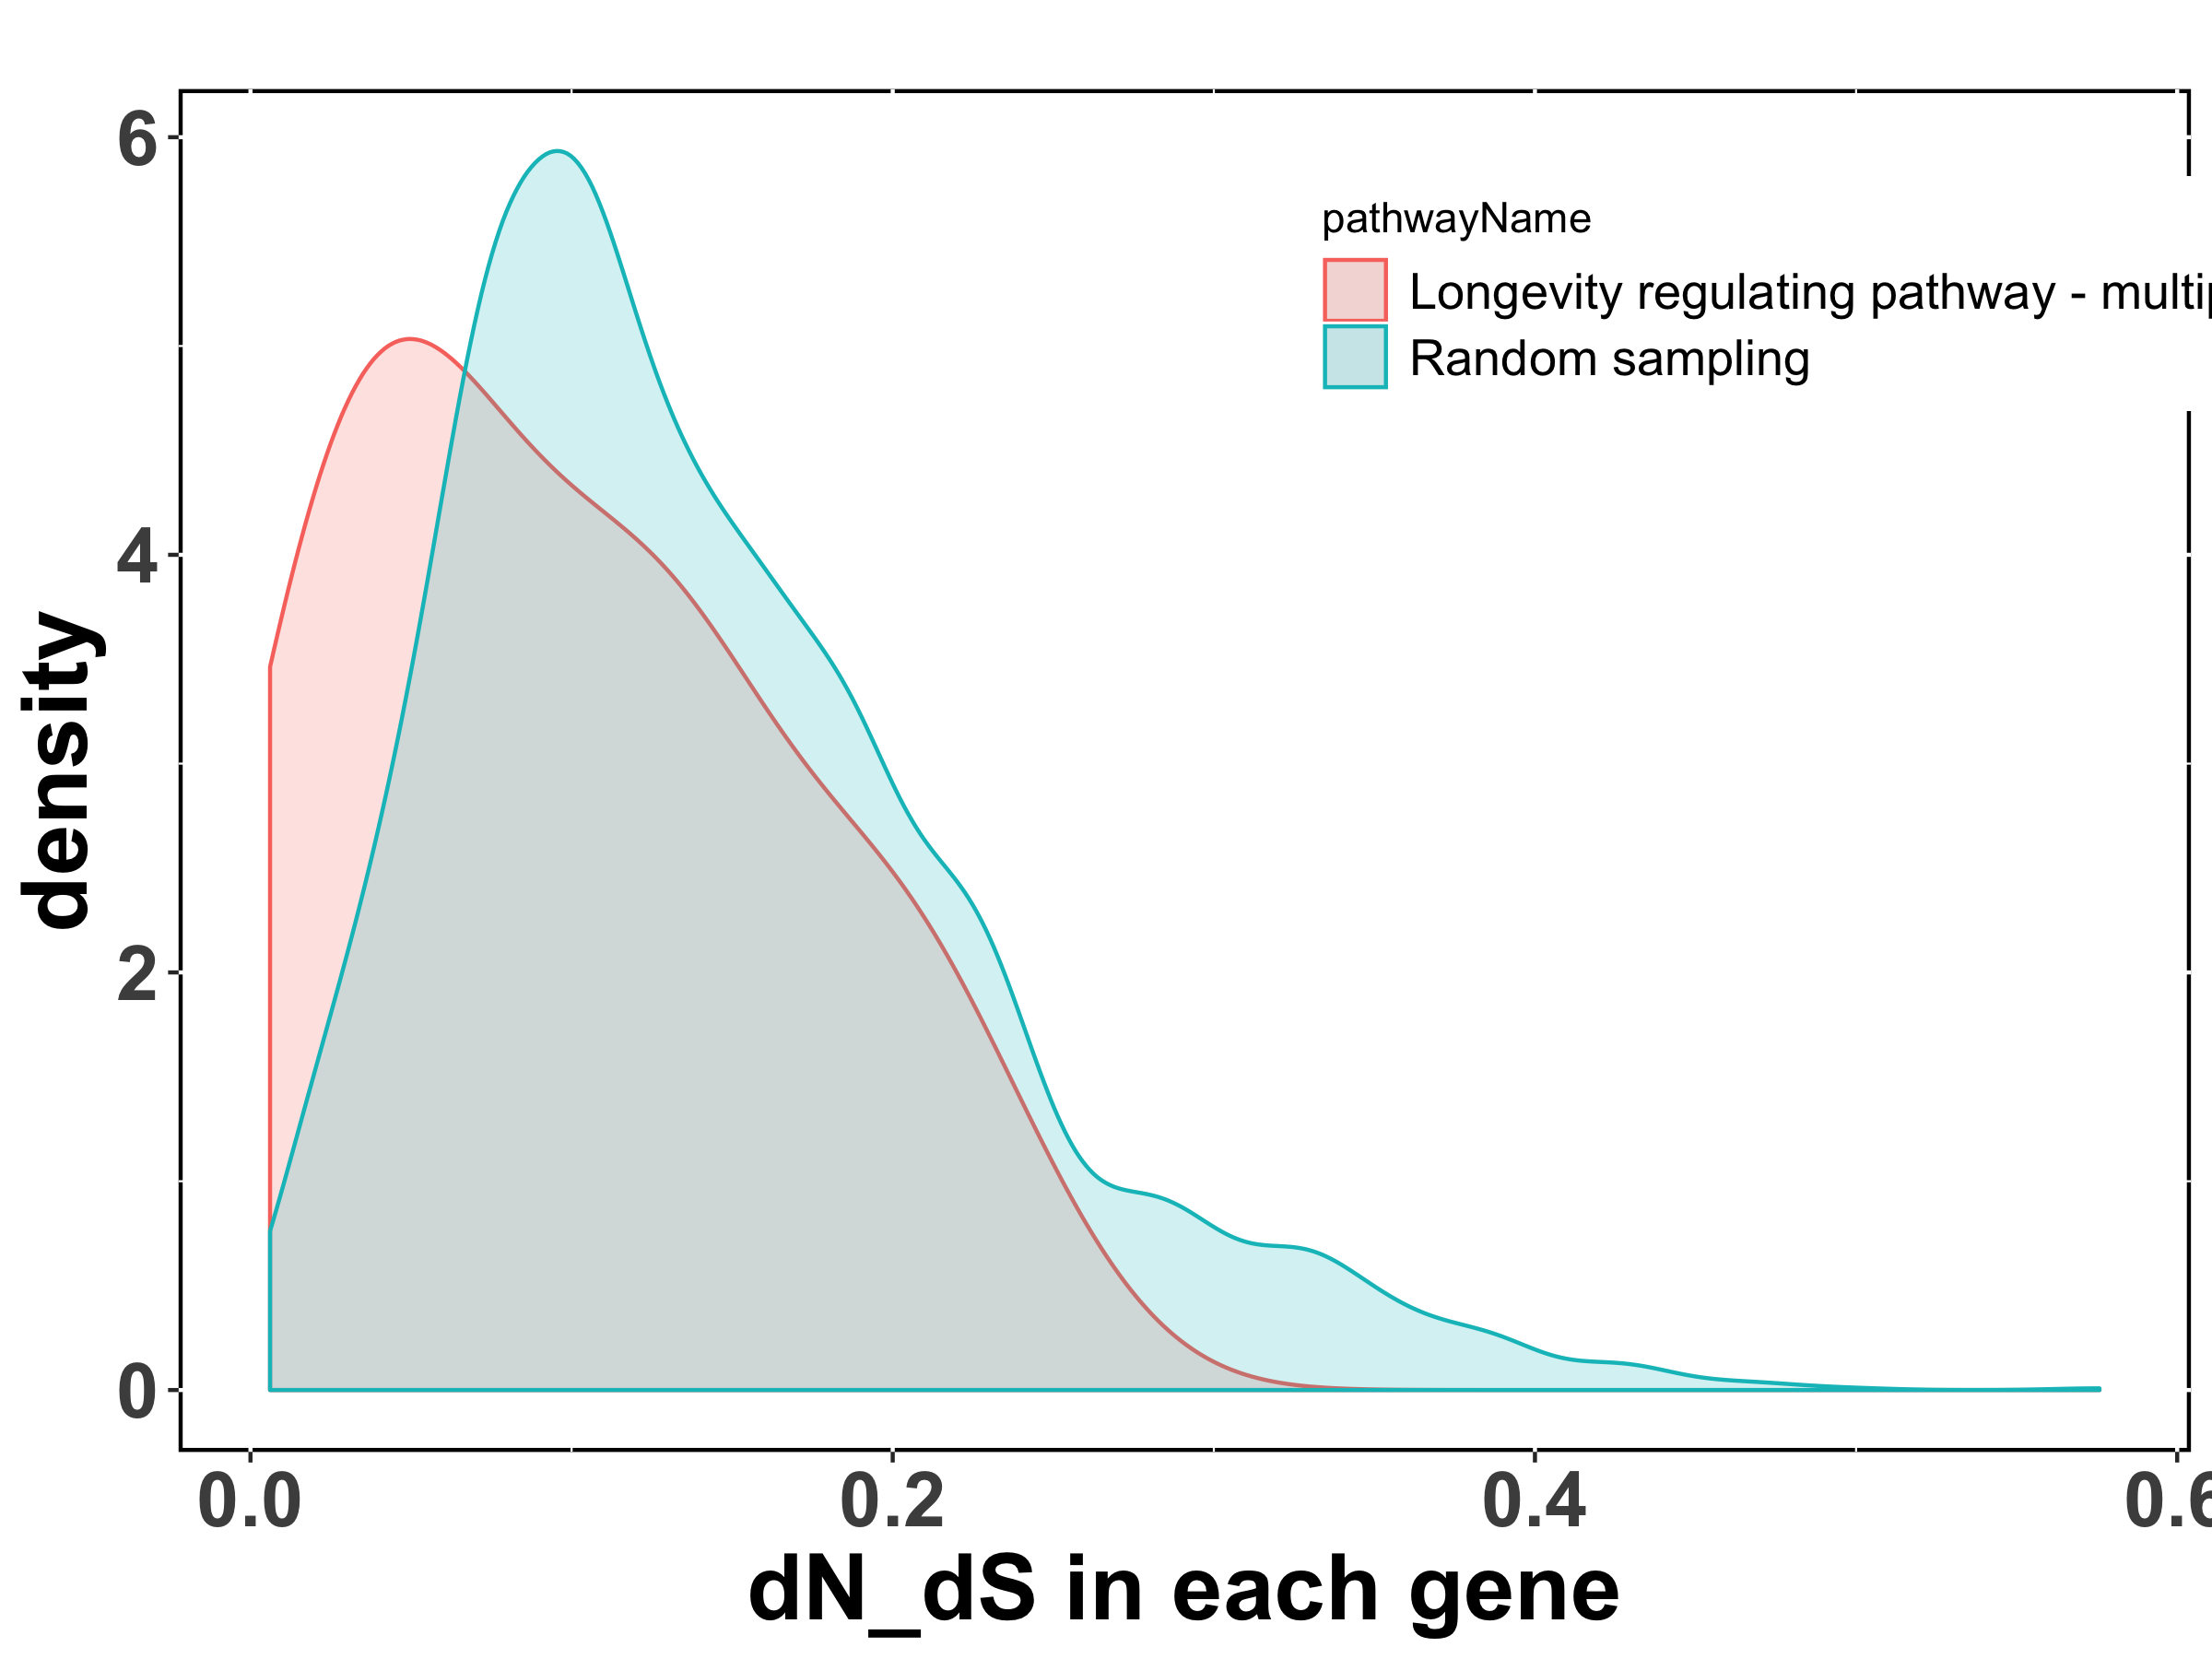 6
4
2
0
density
pathwayName
Longevity regulating pathway - multip
Random sampling
0.0 0.2 0.4 0.6
dN_dS in each gene